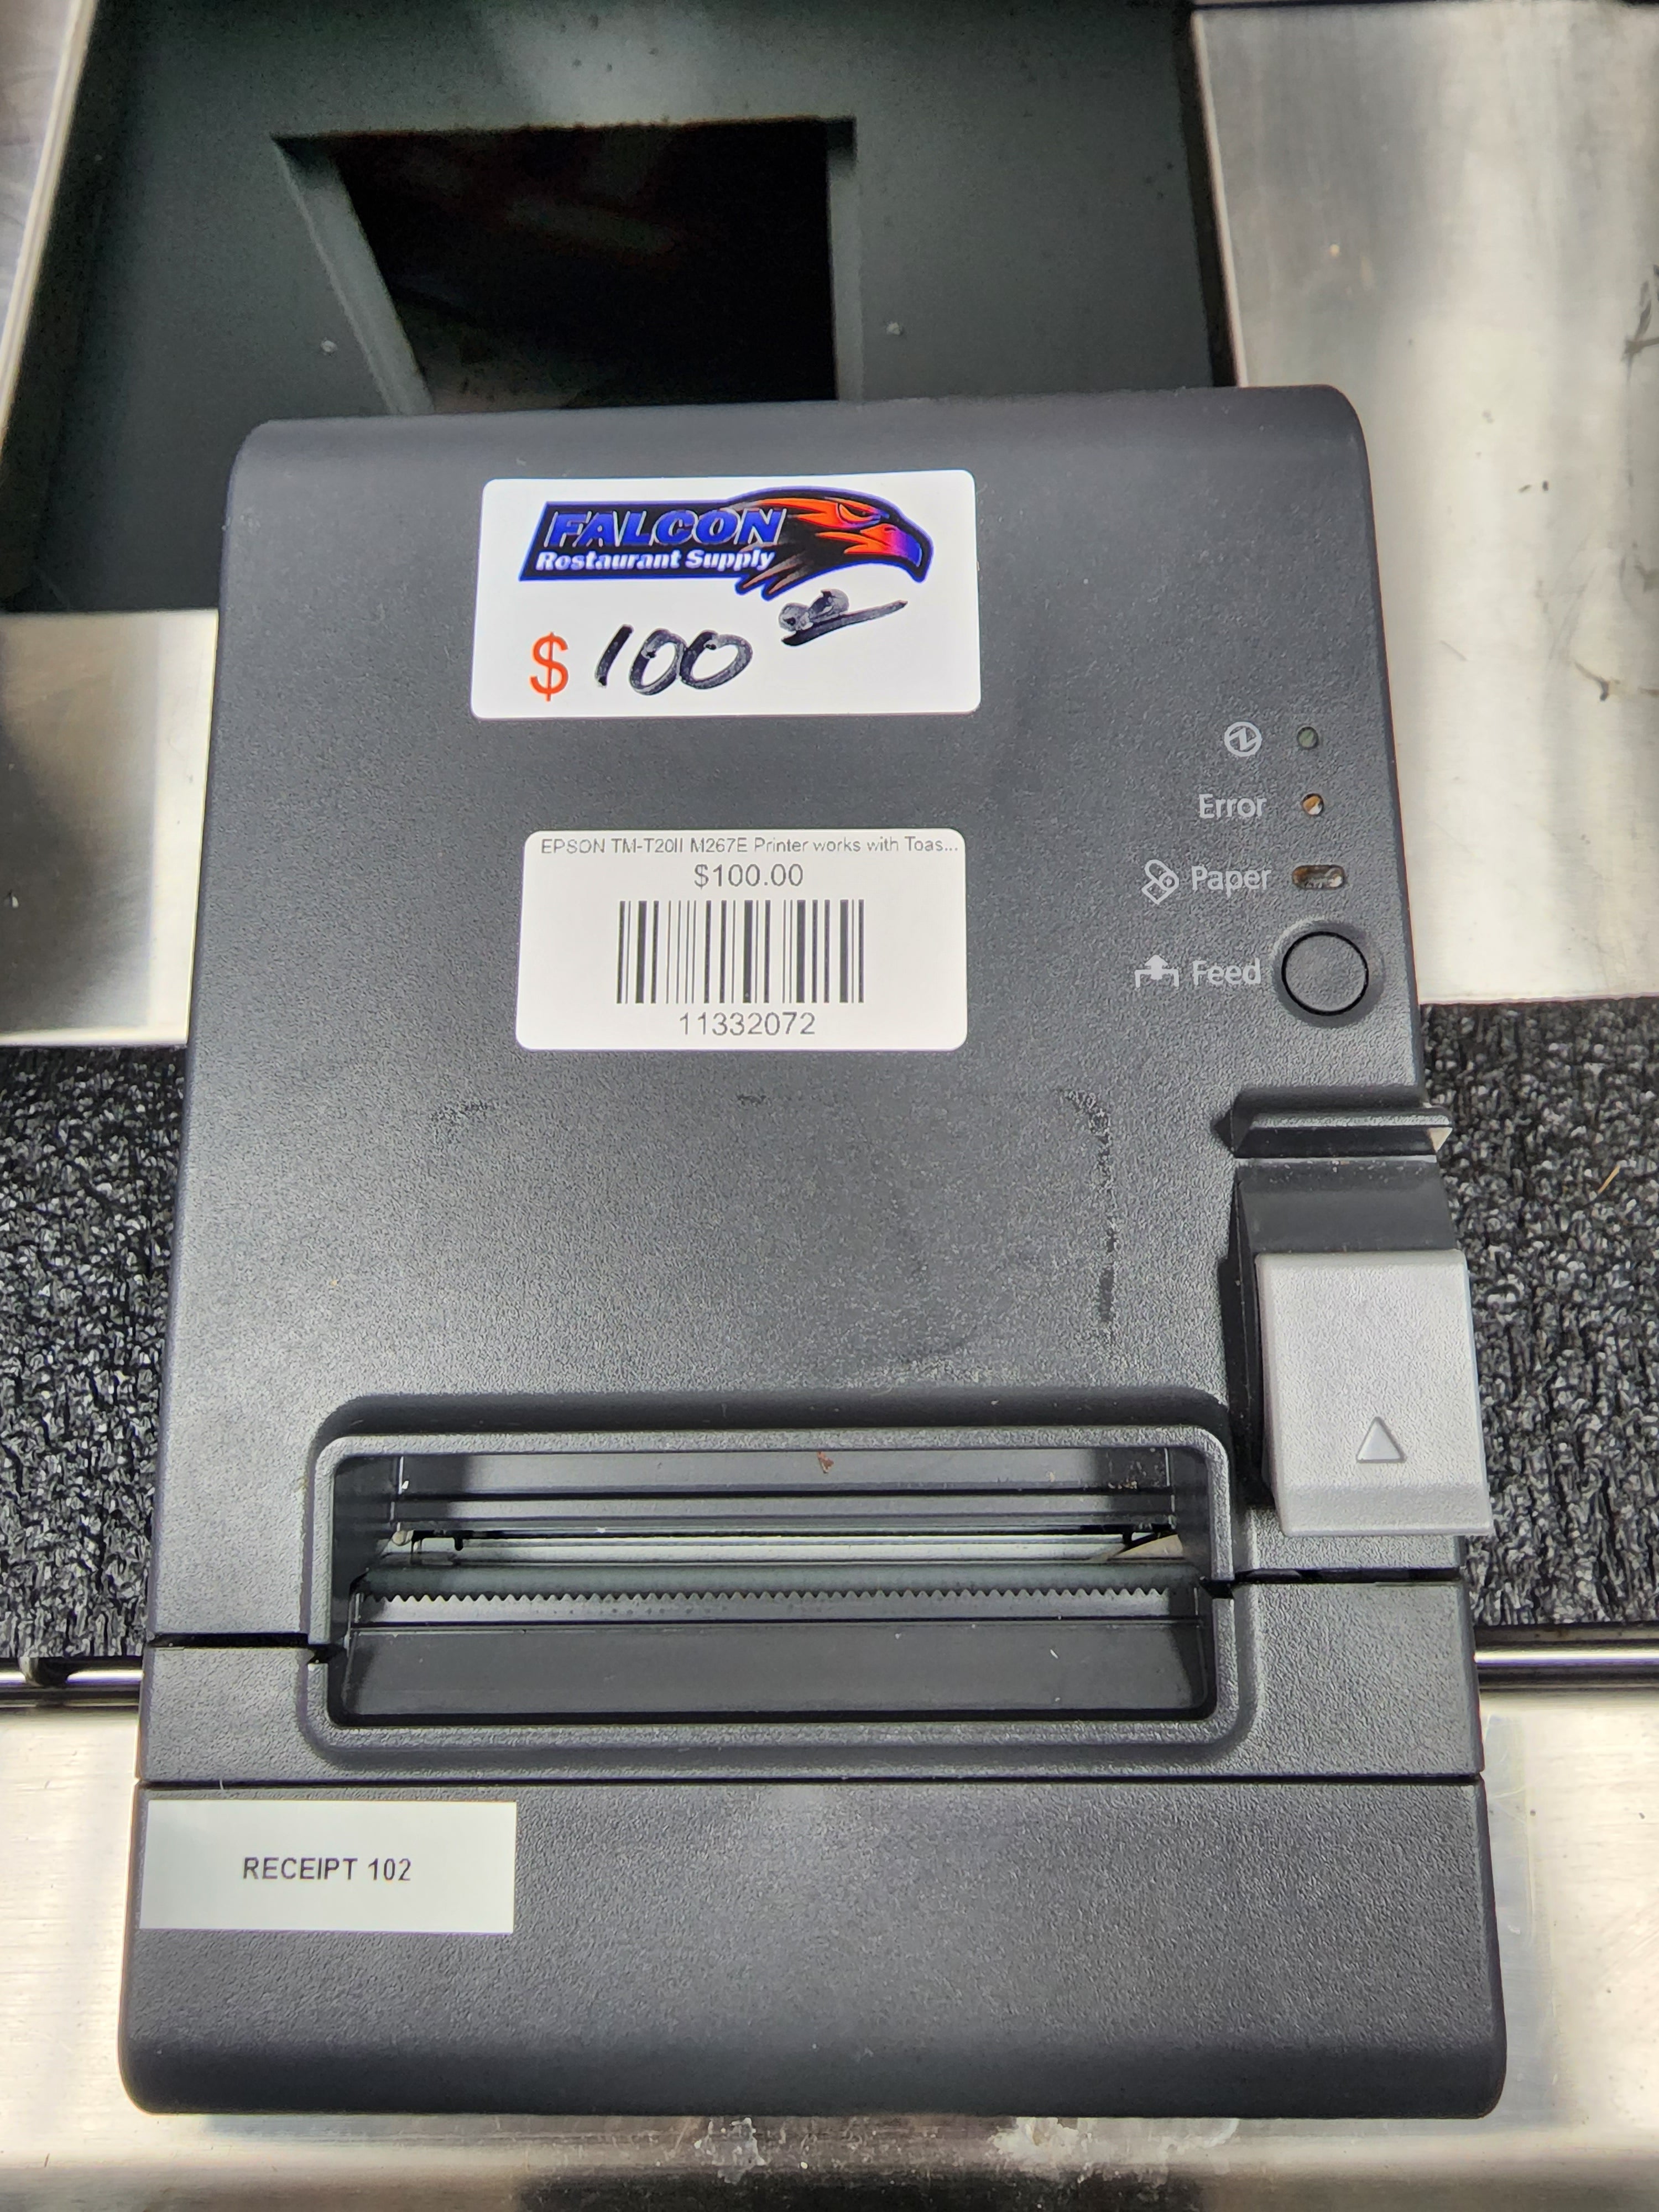 FALCON
Restaurant Supply
$ 100 00
Error
EPSON TM-T20II M267E Printer works with Toas...
$100.00
Paper
Feed
11332072
RECEIPT 102